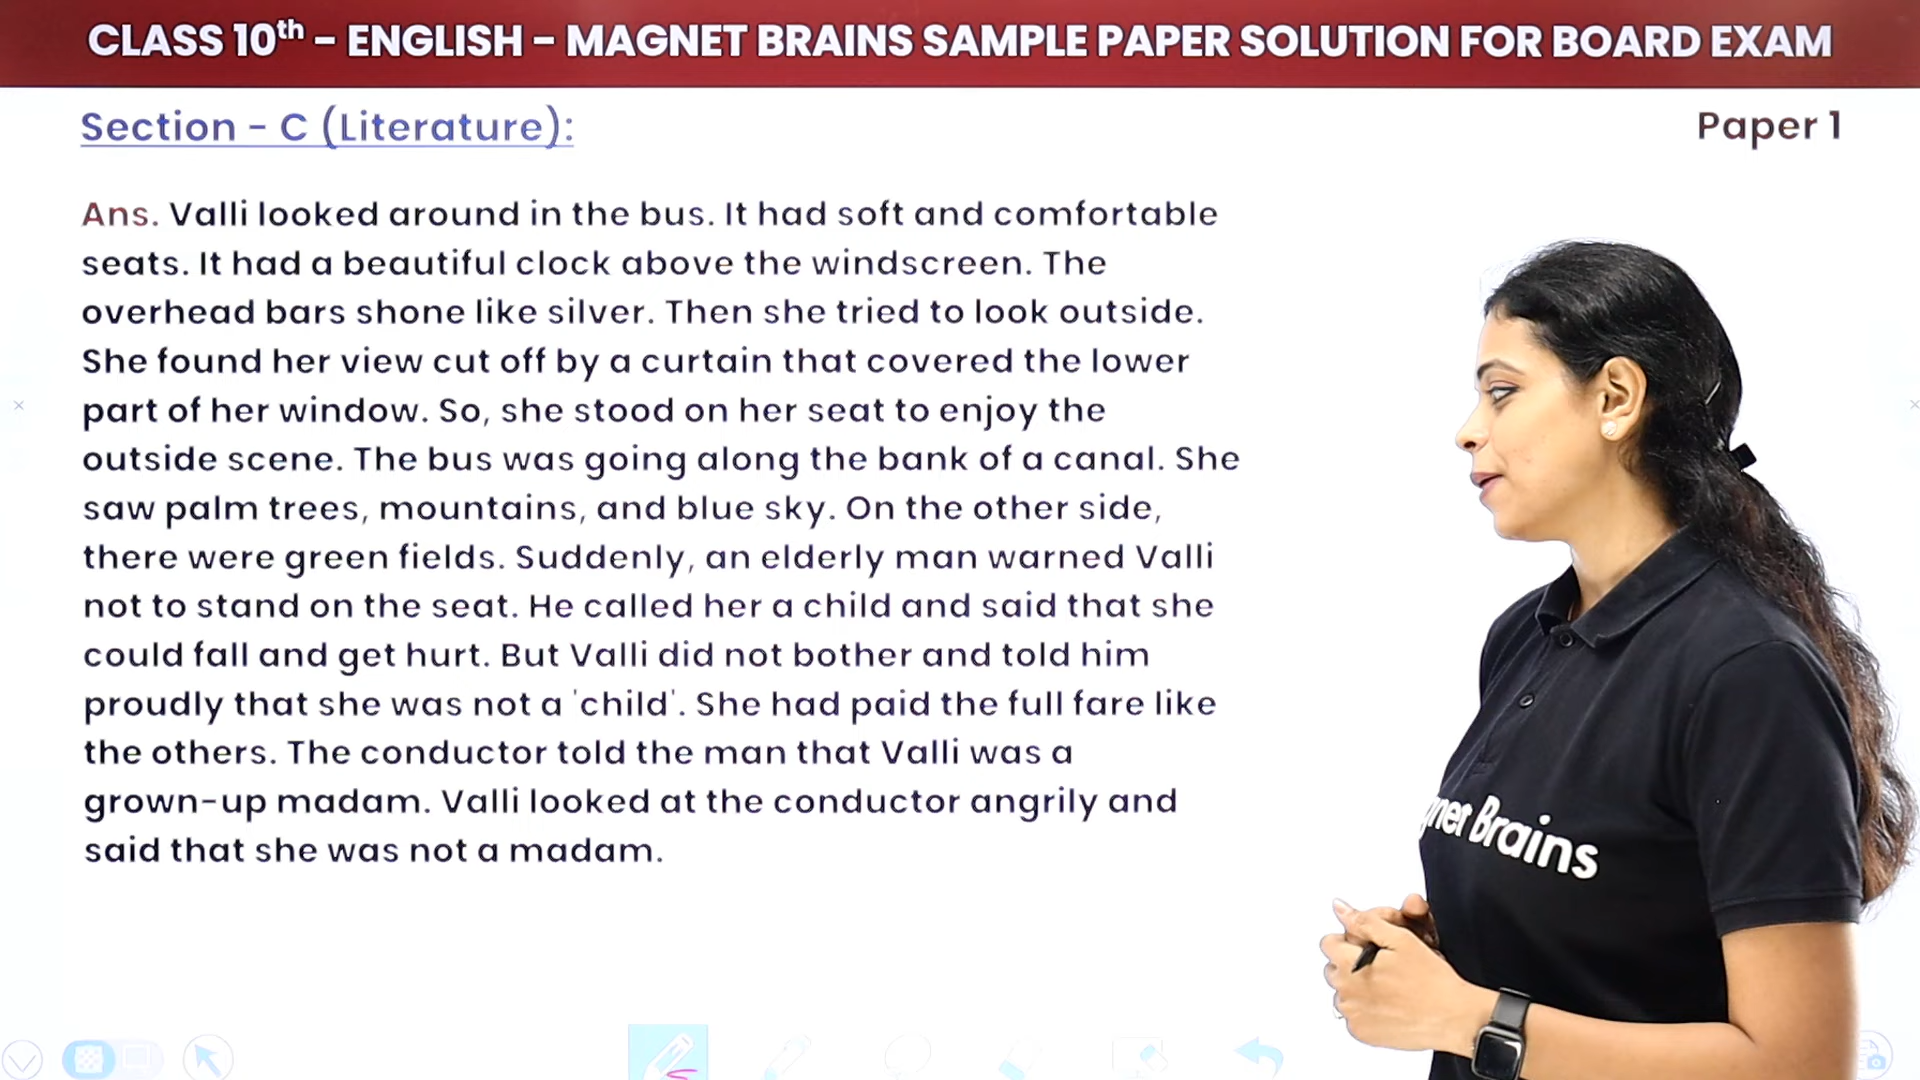 CLASS 10th - ENGLISH - MAGNET BRAINS SAMPLE PAPER SOLUTION FOR BOARD EXAM
Section - C (Literature):
Paper 1
Ans. Valli looked around in the bus. It had soft and comfortable
seats. It had a beautiful clock above the windscreen. The
overhead bars shone like silver. Then she tried to look outside.
She found her view cut off by a curtain that covered the lower
part of her window. So, she stood on her seat to enjoy the
outside scene. The bus was going along the bank of a canal. She
saw palm trees, mountains, and blue sky. On the other side,
there were green fields. Suddenly, an elderly man warned Valli
not to stand on the seat. He called her a child and said that she
could fall and get hurt. But Valli did not bother and told him
proudly that she was not a 'child'. She had paid the full fare like
the others. The conductor told the man that Valli was a
grown-up madam. Valli looked at the conductor angrily and
said that she was not a madam.
gnet Brains